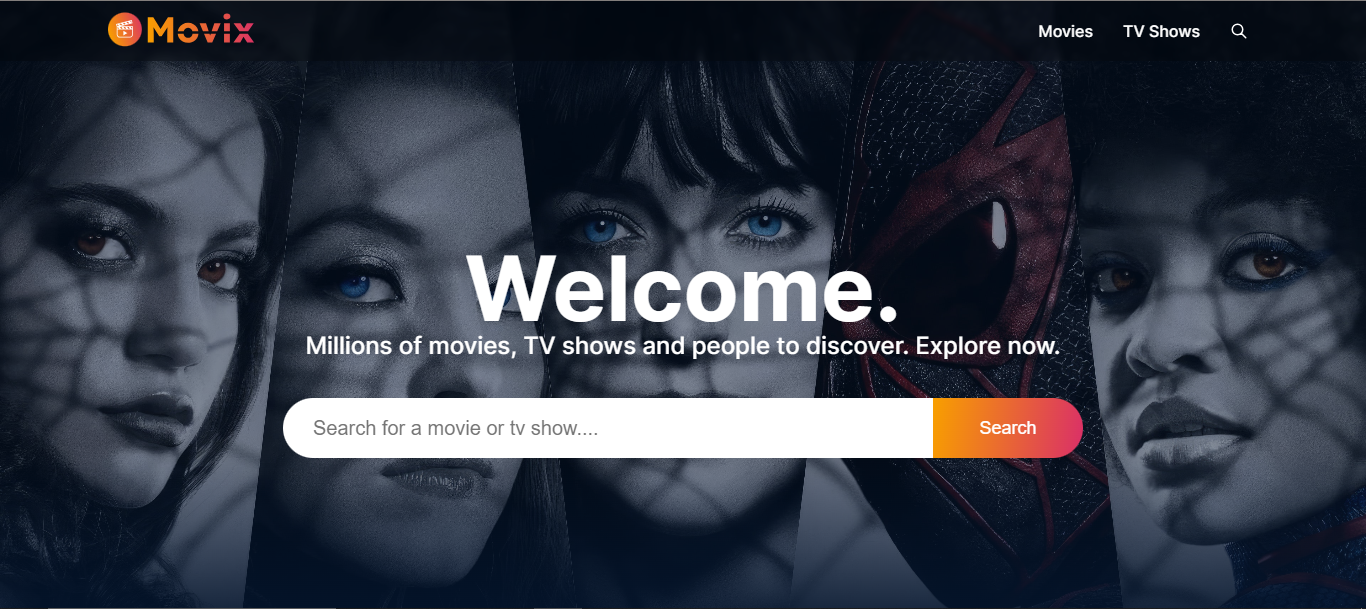 Movix
Movies
TV Shows
Welcome.
Millions of movies, TV shows and people to discover. Explore now.
Search for a movie or tv show....
Search